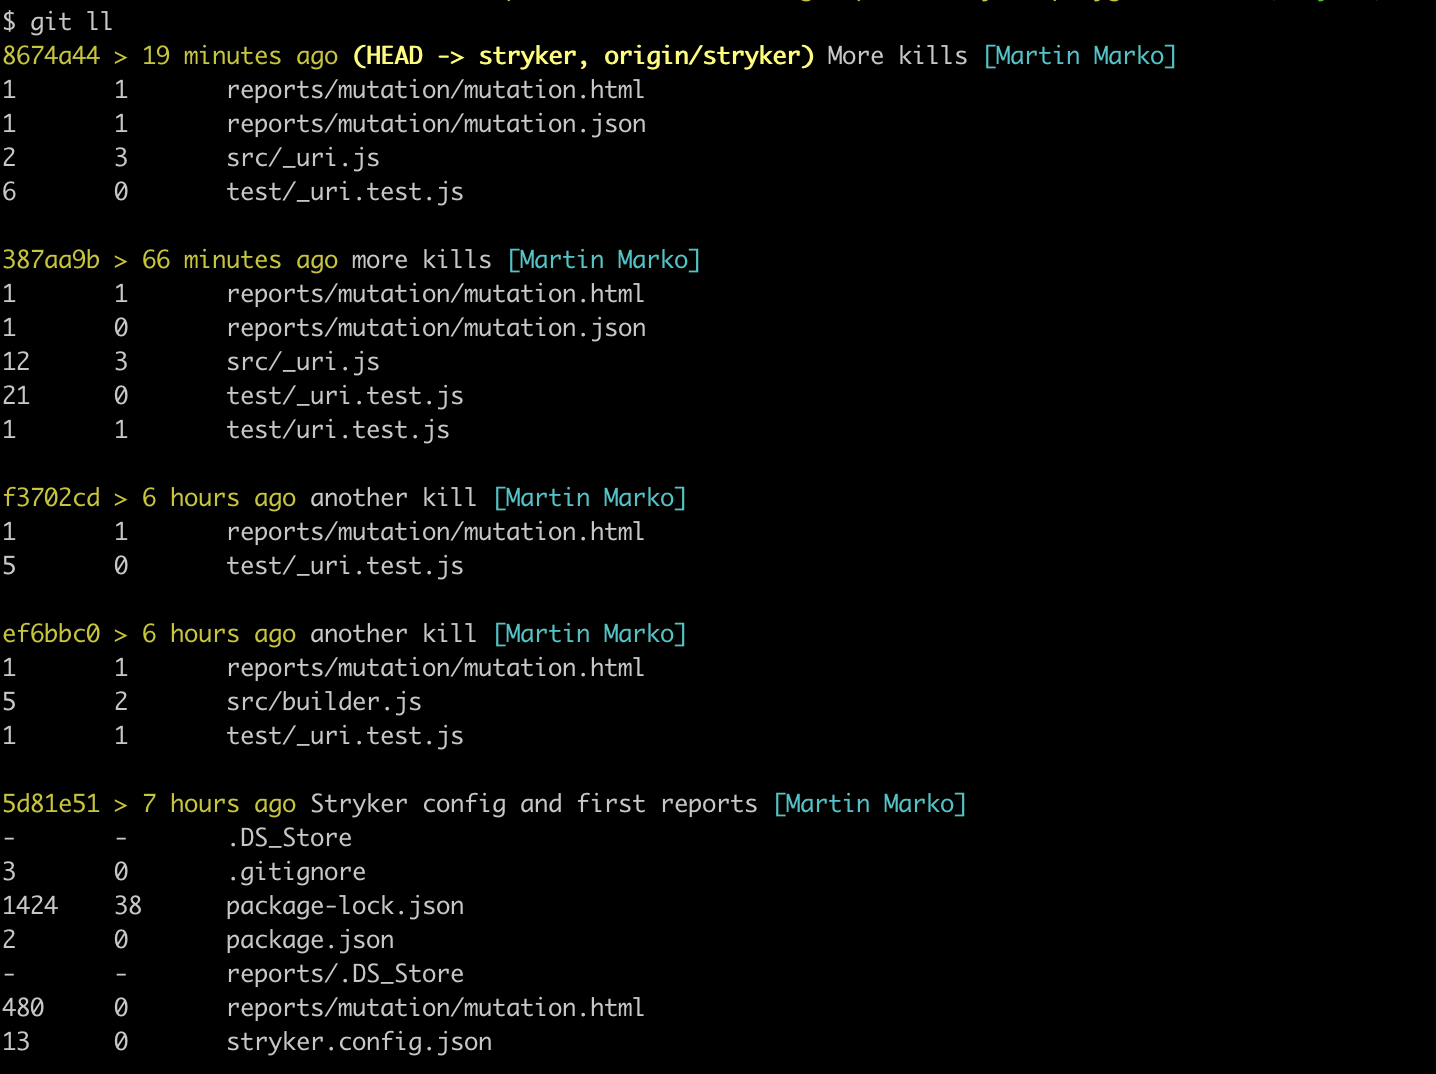 $ git ll
8674a44 > 19 minutes ago (HEAD -> stryker, origin/stryker) More kills [Martin Marko]
1       1       reports/mutation/mutation.html
1       1       reports/mutation/mutation.json
2       3       src/_uri.js
6       0       test/_uri.test.js
387aa9b > 66 minutes ago more kills [Martin Marko]
1       1       reports/mutation/mutation.html
1       0       reports/mutation/mutation.json
12      3       src/_uri.js
21      0       test/_uri.test.js
1       1       test/uri.test.js
f3702cd > 6 hours ago another kill [Martin Marko]
1       1       reports/mutation/mutation.html
5       0       test/_uri.test.js
ef6bbc0 > 6 hours ago another kill [Martin Marko]
1       1       reports/mutation/mutation.html
5       2       src/builder.js
1       1       test/_uri.test.js
5d81e51 > 7 hours ago Stryker config and first reports [Martin Marko]
-       -       .DS_Store
3       0       .gitignore
1424    38      package-lock.json
2       0       package.json
-       -       reports/.DS_Store
480     0       reports/mutation/mutation.html
13      0       stryker.config.json